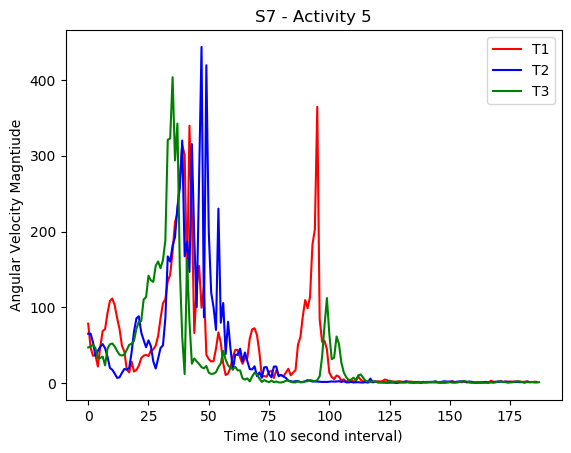 S7 - Activity 5
T1
T2
T3
400
300
200
100
0
Angular Velocity Magntiude
0 25 50 75 100 125 150 175
Time (10 second interval)